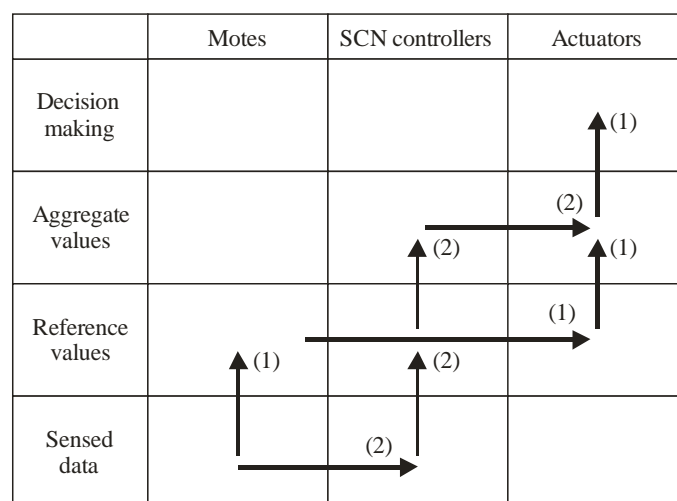 Motes SCN controllers Actuators
Decision
making
(1)
Aggregate
values
(2)
(2) (1)
Reference
values
(1)
(1) (2)
Sensed
data
(2)